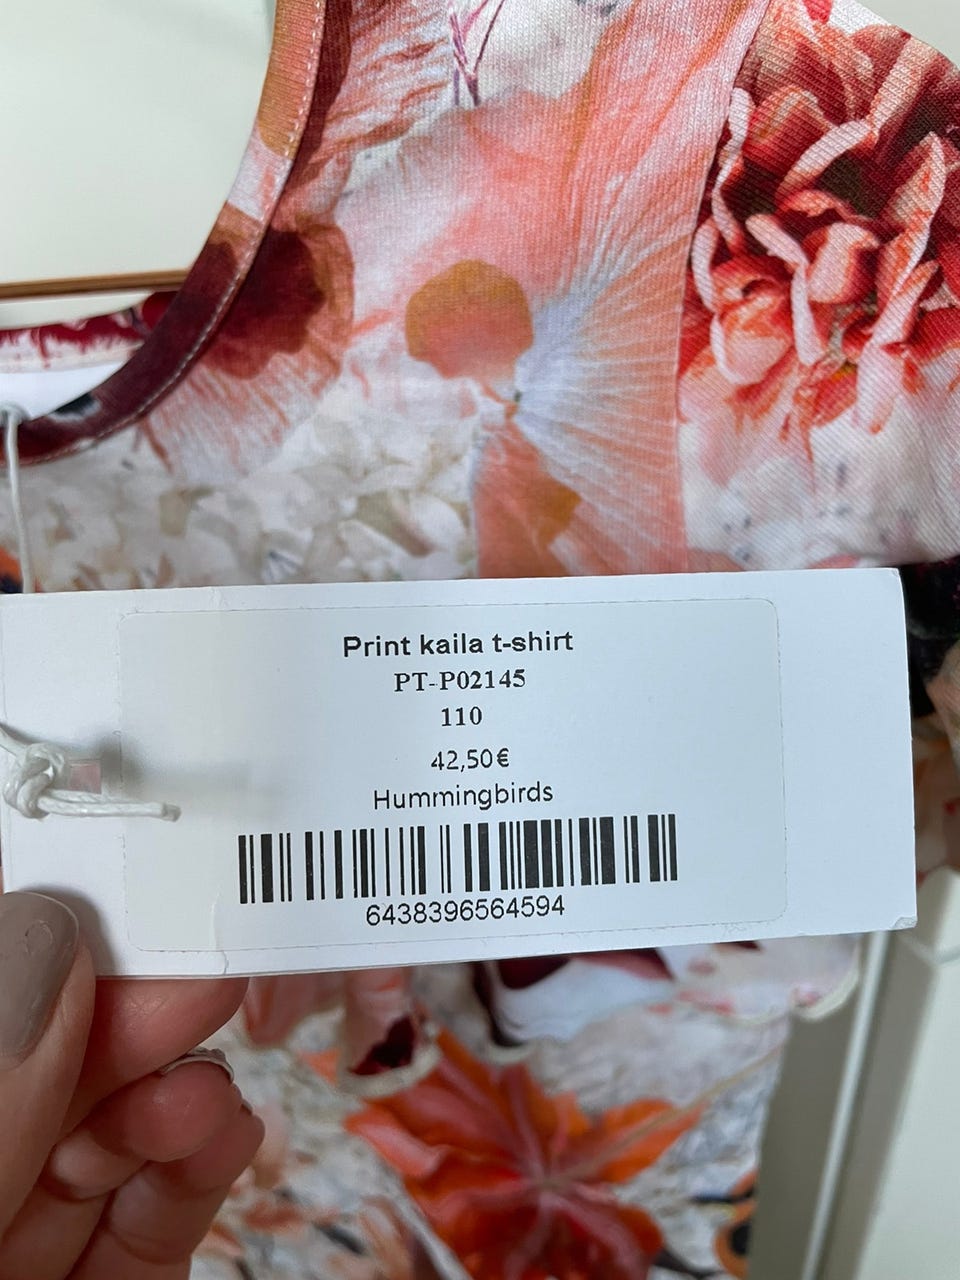 Print kaila t-shirt
PT-P02145
110
42,50€
Hummingbirds
6438396564594